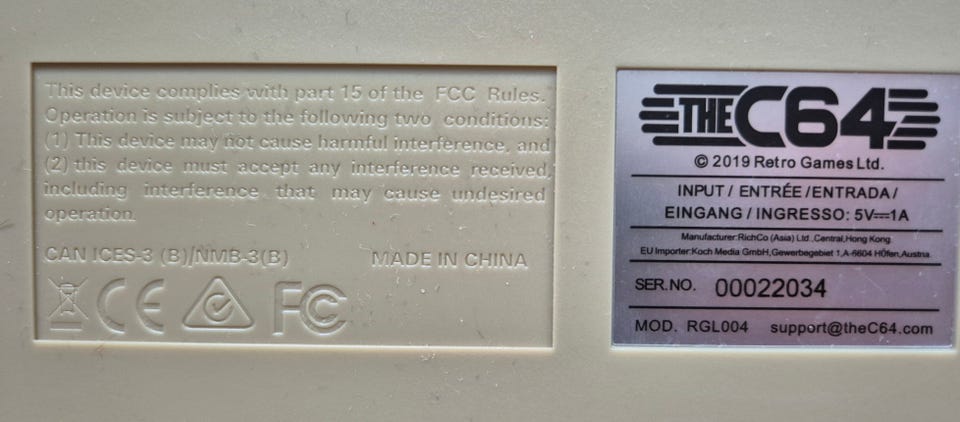 This device complies with part 15 of the FCC Rules.
Operation is subject to the following two conditions:
(1) This device may not cause harmful interference, and
(2) this device must accept any interference received,
including interference that may cause undesired
operation.
CAN ICES-3 (B)/NMB-3(B) MADE IN CHINA
CE FC
THE C64
© 2019 Retro Games Ltd.
INPUT / ENTRÉE /ENTRADA/
EINGANG / INGRESSO: 5V⎓1A
Manufacturer:RichCo (Asia) Ltd.,Central,Hong Kong
EU Importer:Koch Media GmbH,Gewerbegebiet 1,A-6604 Höfen,Austria
SER.NO. 00022034
MOD. RGL004 support@theC64.com